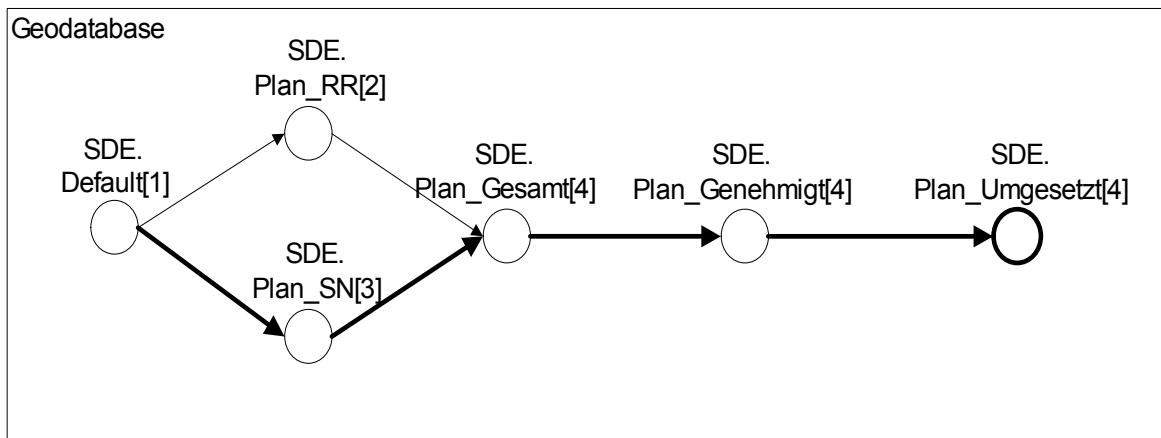 Geodatabase
SDE.
Plan_RR[2]
SDE.
Default[1]
SDE.
Plan_Gesamt[4]
SDE.
Plan_Genehmigt[4]
SDE.
Plan_Umgesetzt[4]
SDE.
Plan_SN[3]